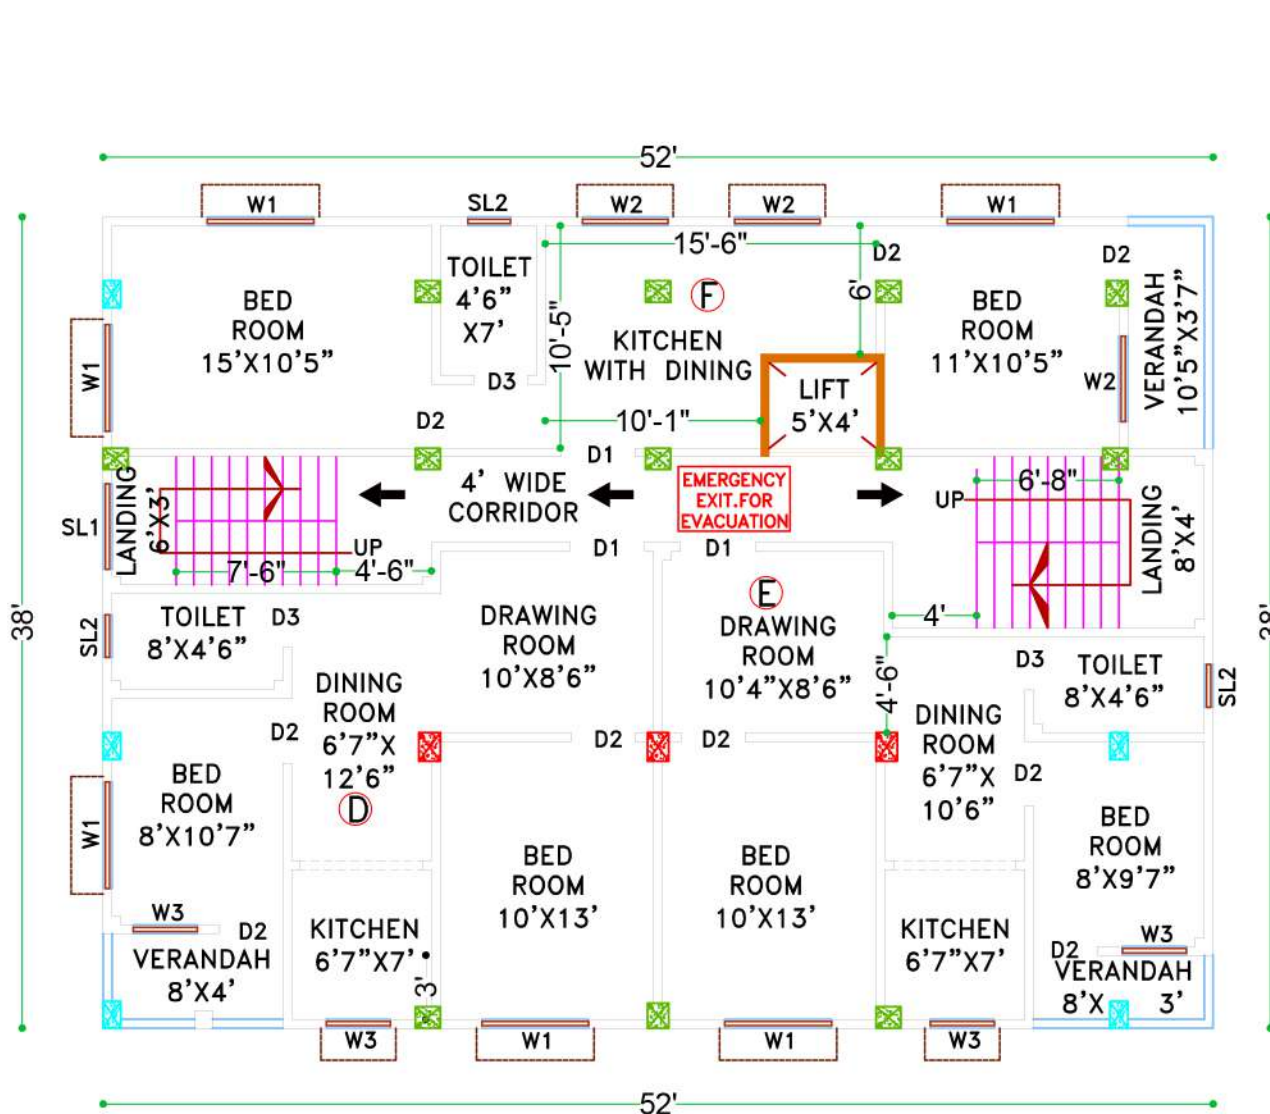 52'
W1
SL2
W2
W2
W1
15'-6"
D2
D2
TOILET
4'6”
X7'
F
6'
BED
ROOM
15'X10'5”
10'-5"
KITCHEN
WITH DINING
BED
ROOM
11'X10'5”
VERANDAH
10'5”X3'7”
W1
D3
LIFT
5'X4'
W2
D2
10'-1"
D1
LANDING
6'X3'
4' WIDE
CORRIDOR
EMERGENCY
EXIT.FOR
EVACUATION
UP
6'-8"
LANDING
8'X4'
SL1
UP
D1
D1
7'-6"
4'-6"
E
38'
TOILET
8'X4'6”
D3
DRAWING
ROOM
10'X8'6”
DRAWING
ROOM
10'4”X8'6”
4'
38'
SL2
D3
TOILET
8'X4'6”
SL2
DINING
ROOM
6'7”X
12'6”
4'-6"
DINING
ROOM
6'7”X
10'6”
D2
D2
D2
D2
BED
ROOM
8'X10'7”
D
W1
BED
ROOM
8'X9'7”
BED
ROOM
10'X13'
BED
ROOM
10'X13'
W3
D2
KITCHEN
6'7”X7'
KITCHEN
6'7”X7'
W3
D2
VERANDAH
8'X4'
3'
VERANDAH
8'X 3'
W3
W1
W1
W3
52'